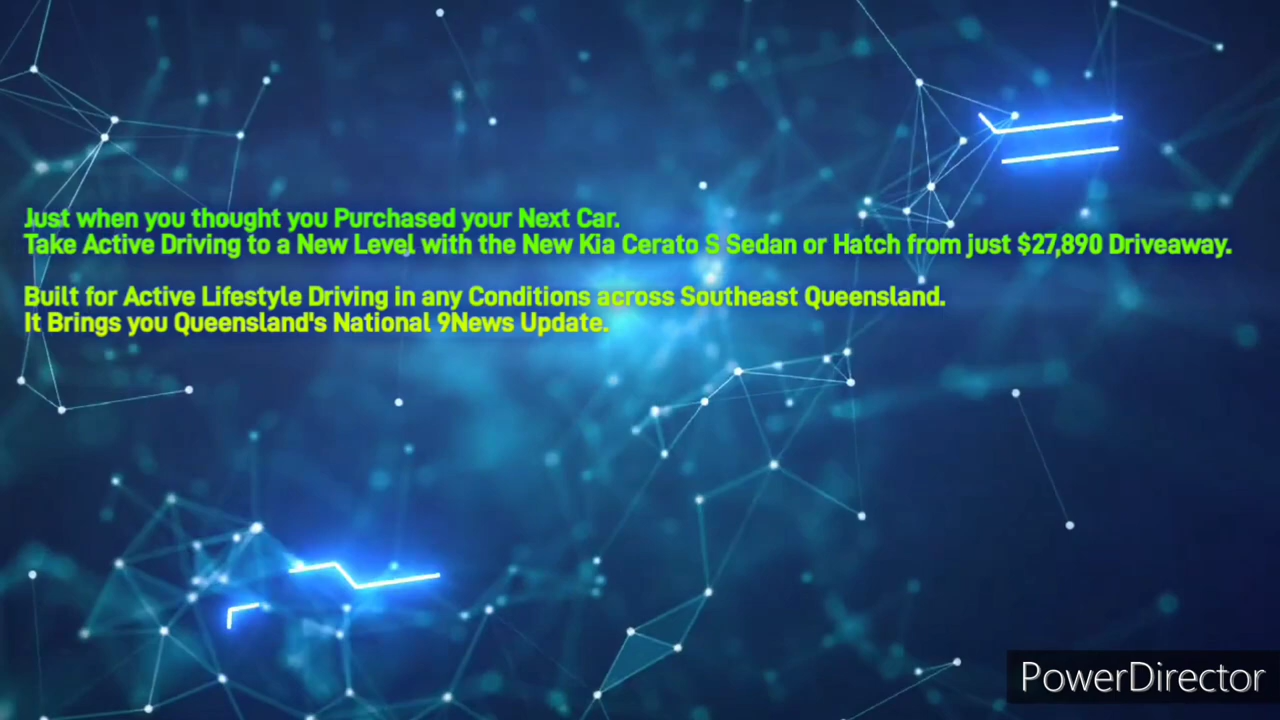 Just when you thought you Purchased your Next Car.
Take Active Driving to a New Level with the New Kia Cerato S Sedan or Hatch from just $27,890 Driveaway.
Built for Active Lifestyle Driving in any Conditions across Southeast Queensland.
It Brings you Queensland's National 9News Update.
PowerDirector